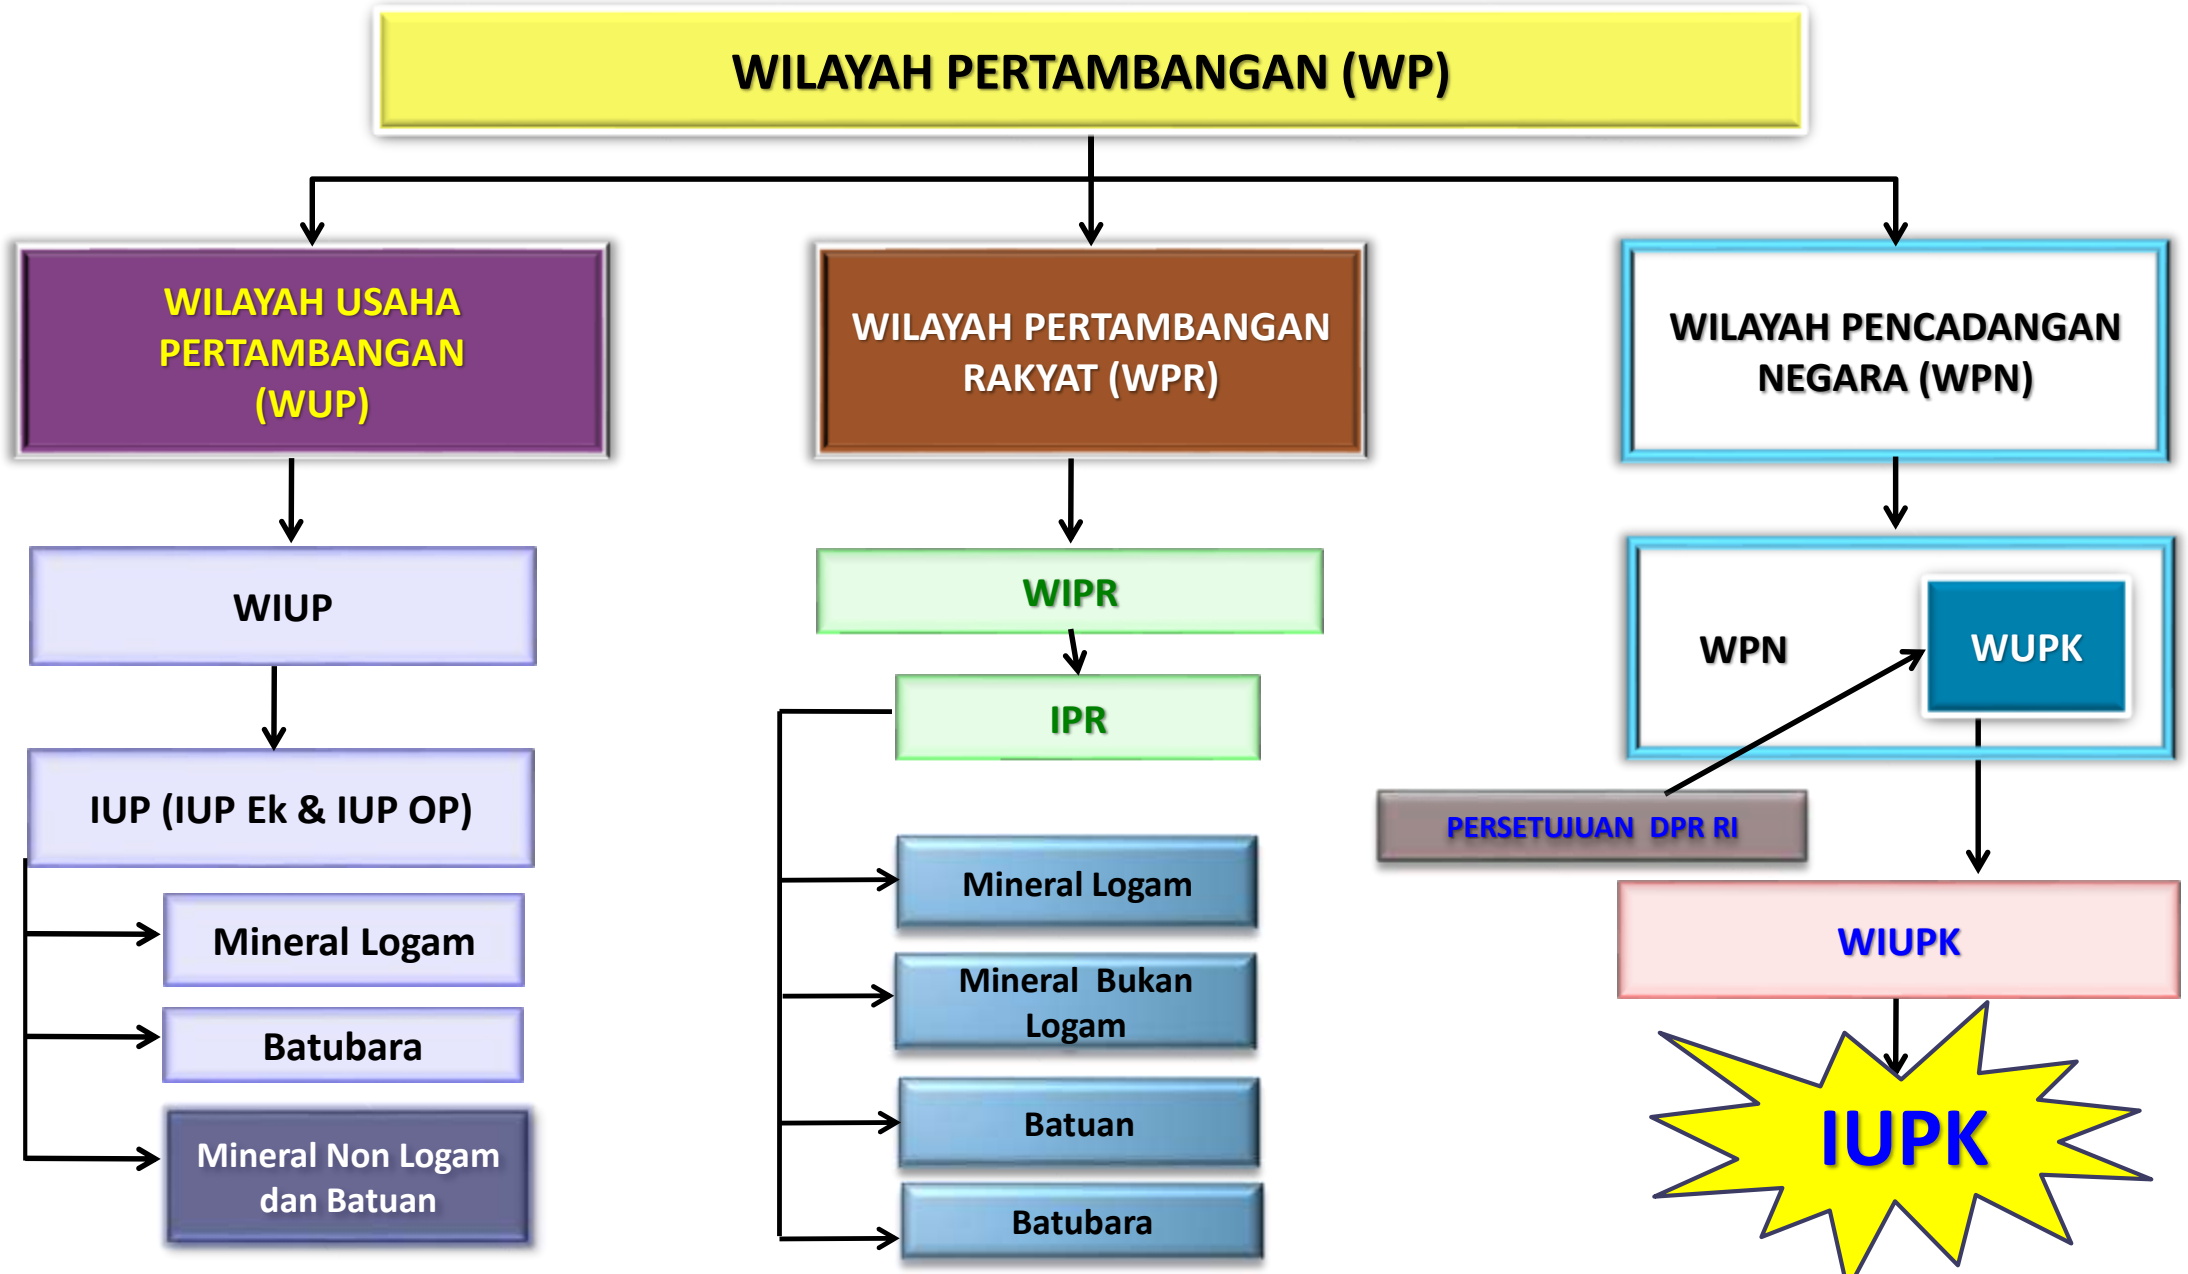 WILAYAH PERTAMBANGAN (WP)
WILAYAH USAHA
PERTAMBANGAN
(WUP)
WIUP
IUP (IUP Ek & IUP OP)
Mineral Logam
Batubara
Mineral Non Logam
dan Batuan
WILAYAH PERTAMBANGAN
RAKYAT (WPR)
WIPR
IPR
Mineral Logam
Mineral Bukan
Logam
Batuan
Batubara
WILAYAH PENCADANGAN
NEGARA (WPN)
WPN
WUPK
PERSETUJUAN DPR RI
WIUPK
IUPK